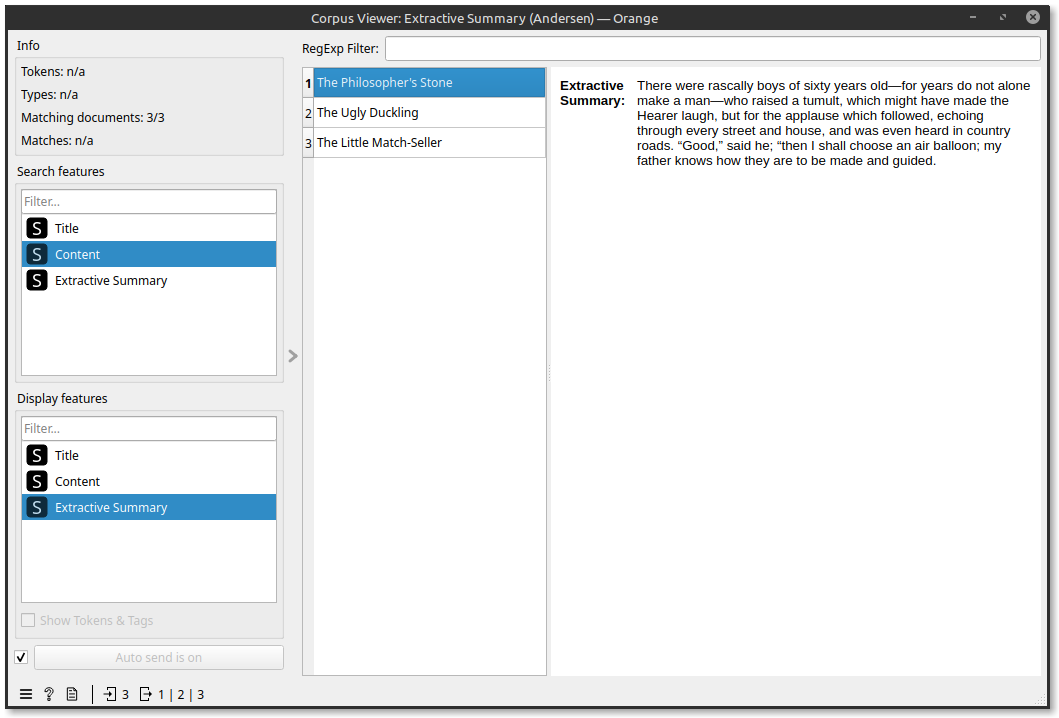 Corpus Viewer: Extractive Summary (Andersen) — Orange
Info
Tokens: n/a
Types: n/a
Matching documents: 3/3
Matches: n/a
Search features
Filter...
S Title
S Content
S Extractive Summary
Display features
Filter...
S Title
S Content
S Extractive Summary
Show Tokens & Tags
Auto send is on
? 3 1 | 2 | 3
RegExp Filter:
1 The Philosopher's Stone
2 The Ugly Duckling
3 The Little Match-Seller
Extractive
Summary:
There were rascally boys of sixty years old—for years do not alone
make a man—who raised a tumult, which might have made the
Hearer laugh, but for the applause which followed, echoing
through every street and house, and was even heard in country
roads. “Good,” said he; “then I shall choose an air balloon; my
father knows how they are to be made and guided.